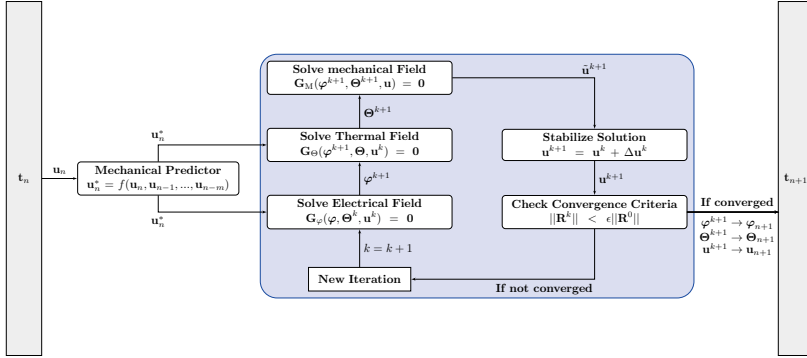 t_n
u_n
Mechanical Predictor
u_n^* = f(u_n, u_{n−1}, ..., u_{n−m})
u_n^*
u_n^*
Solve mechanical Field
G_M(φ^{k+1}, Θ^{k+1}, u) = 0
Θ^{k+1}
Solve Thermal Field
G_Θ(φ^{k+1}, Θ, u^k) = 0
φ^{k+1}
Solve Electrical Field
G_φ(φ, Θ^k, u^k) = 0
k = k + 1
New Iteration
ũ^{k+1}
Stabilize Solution
u^{k+1} = u^k + Δu^k
u^{k+1}
Check Convergence Criteria
||R^k|| < ϵ||R^0||
If not converged
If converged
φ^{k+1} → φ_{n+1}
Θ^{k+1} → Θ_{n+1}
u^{k+1} → u_{n+1}
t_{n+1}